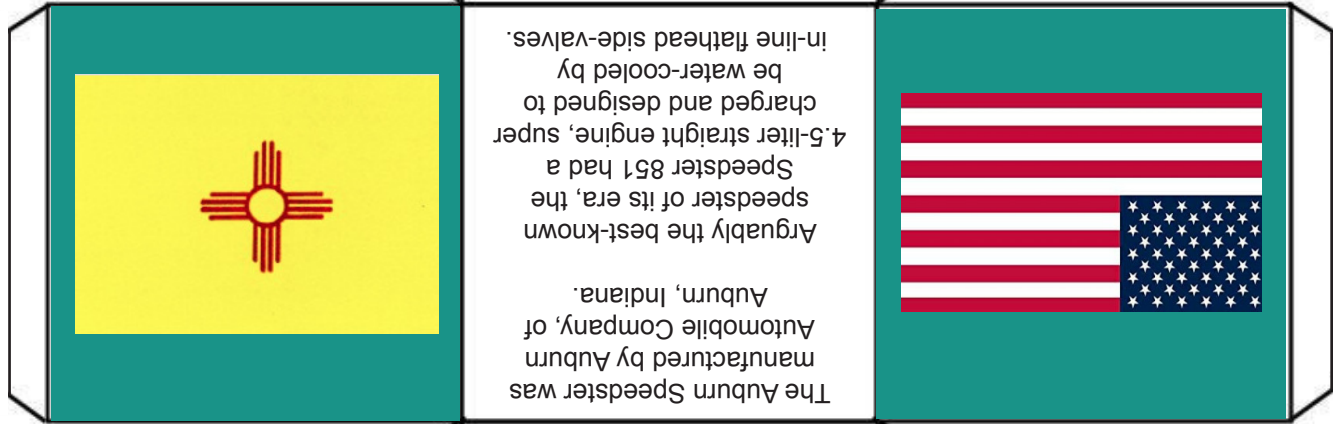 The Auburn Speedster was
manufactured by Auburn
Automobile Company, of
Auburn, Indiana.
Arguably the best-known
speedster of its era, the
Speedster 851 had a
4.5-liter straight engine, super
charged and designed to
be water-cooled by
in-line flathead side-valves.